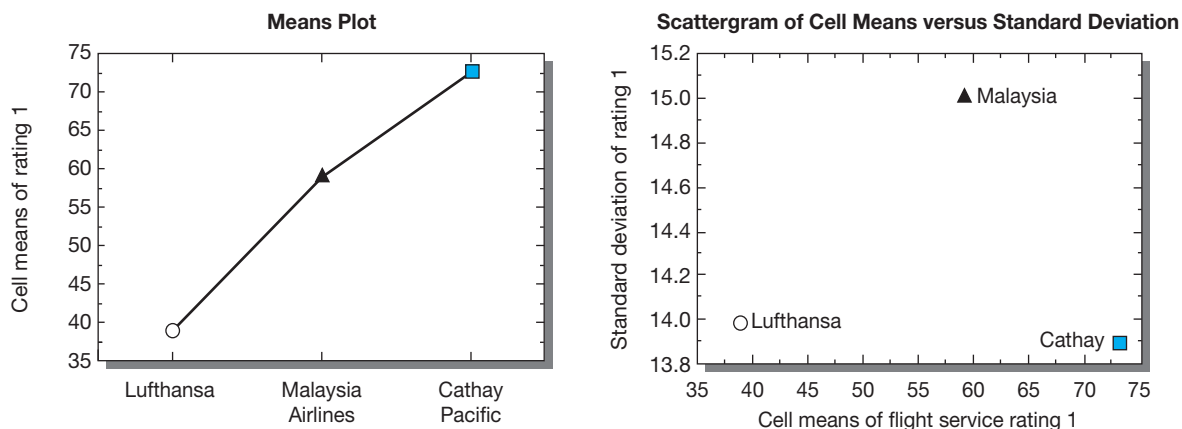 Means Plot
75
70
65
60
55
50
45
40
35
Cell means of rating 1
Lufthansa
Malaysia
Airlines
Cathay
Pacific
Scattergram of Cell Means versus Standard Deviation
15.2
15.0
14.8
14.6
14.4
14.2
14.0
13.8
Standard deviation of rating 1
Malaysia
Lufthansa
Cathay
35 40 45 50 55 60 65 70 75
Cell means of flight service rating 1